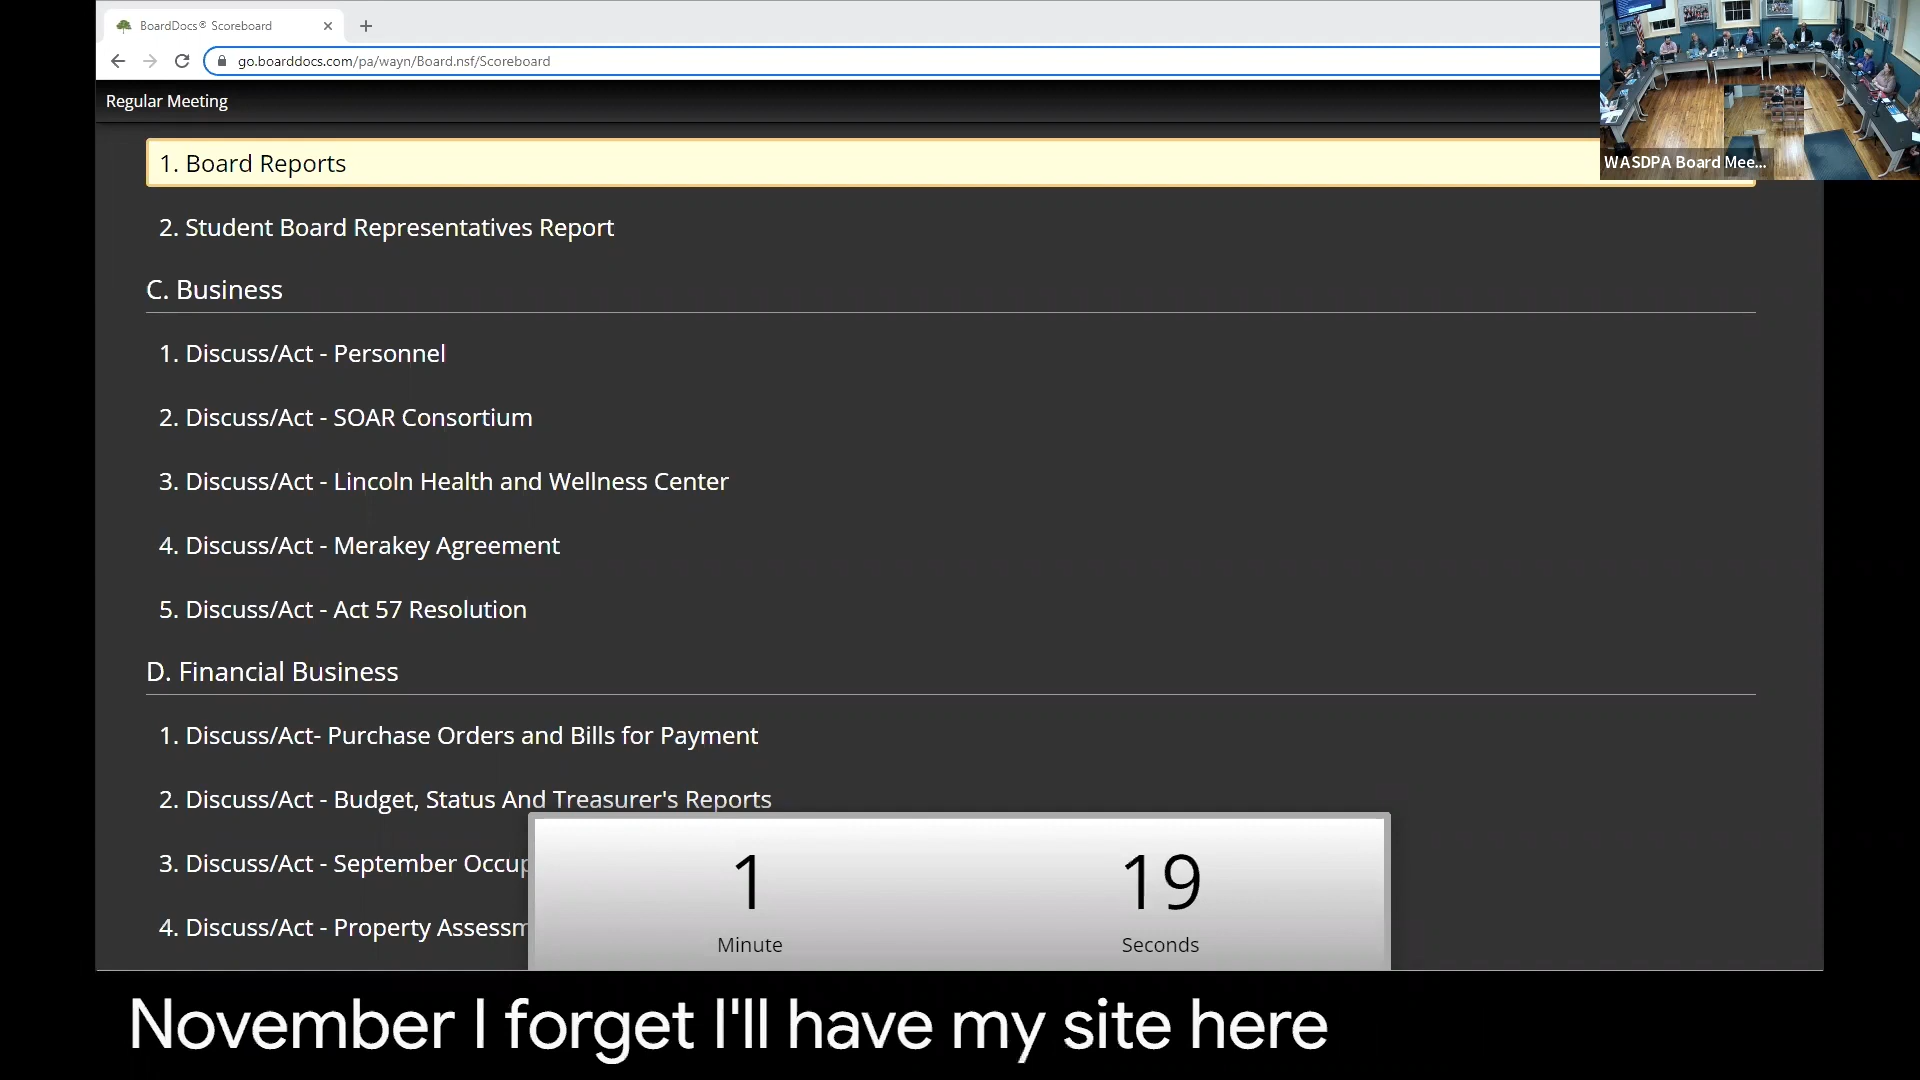 BoardDocs® Scoreboard
go.boarddocs.com/pa/wayn/Board.nsf/Scoreboard
Regular Meeting
WASDPA Board Mee...
1. Board Reports
2. Student Board Representatives Report
C. Business
1. Discuss/Act - Personnel
2. Discuss/Act - SOAR Consortium
3. Discuss/Act - Lincoln Health and Wellness Center
4. Discuss/Act - Merakey Agreement
5. Discuss/Act - Act 57 Resolution
D. Financial Business
1. Discuss/Act- Purchase Orders and Bills for Payment
2. Discuss/Act - Budget, Status And Treasurer's Reports
3. Discuss/Act - September
4. Discuss/Act - Property
1 19
Minute Seconds
November I forget I'll have my site here